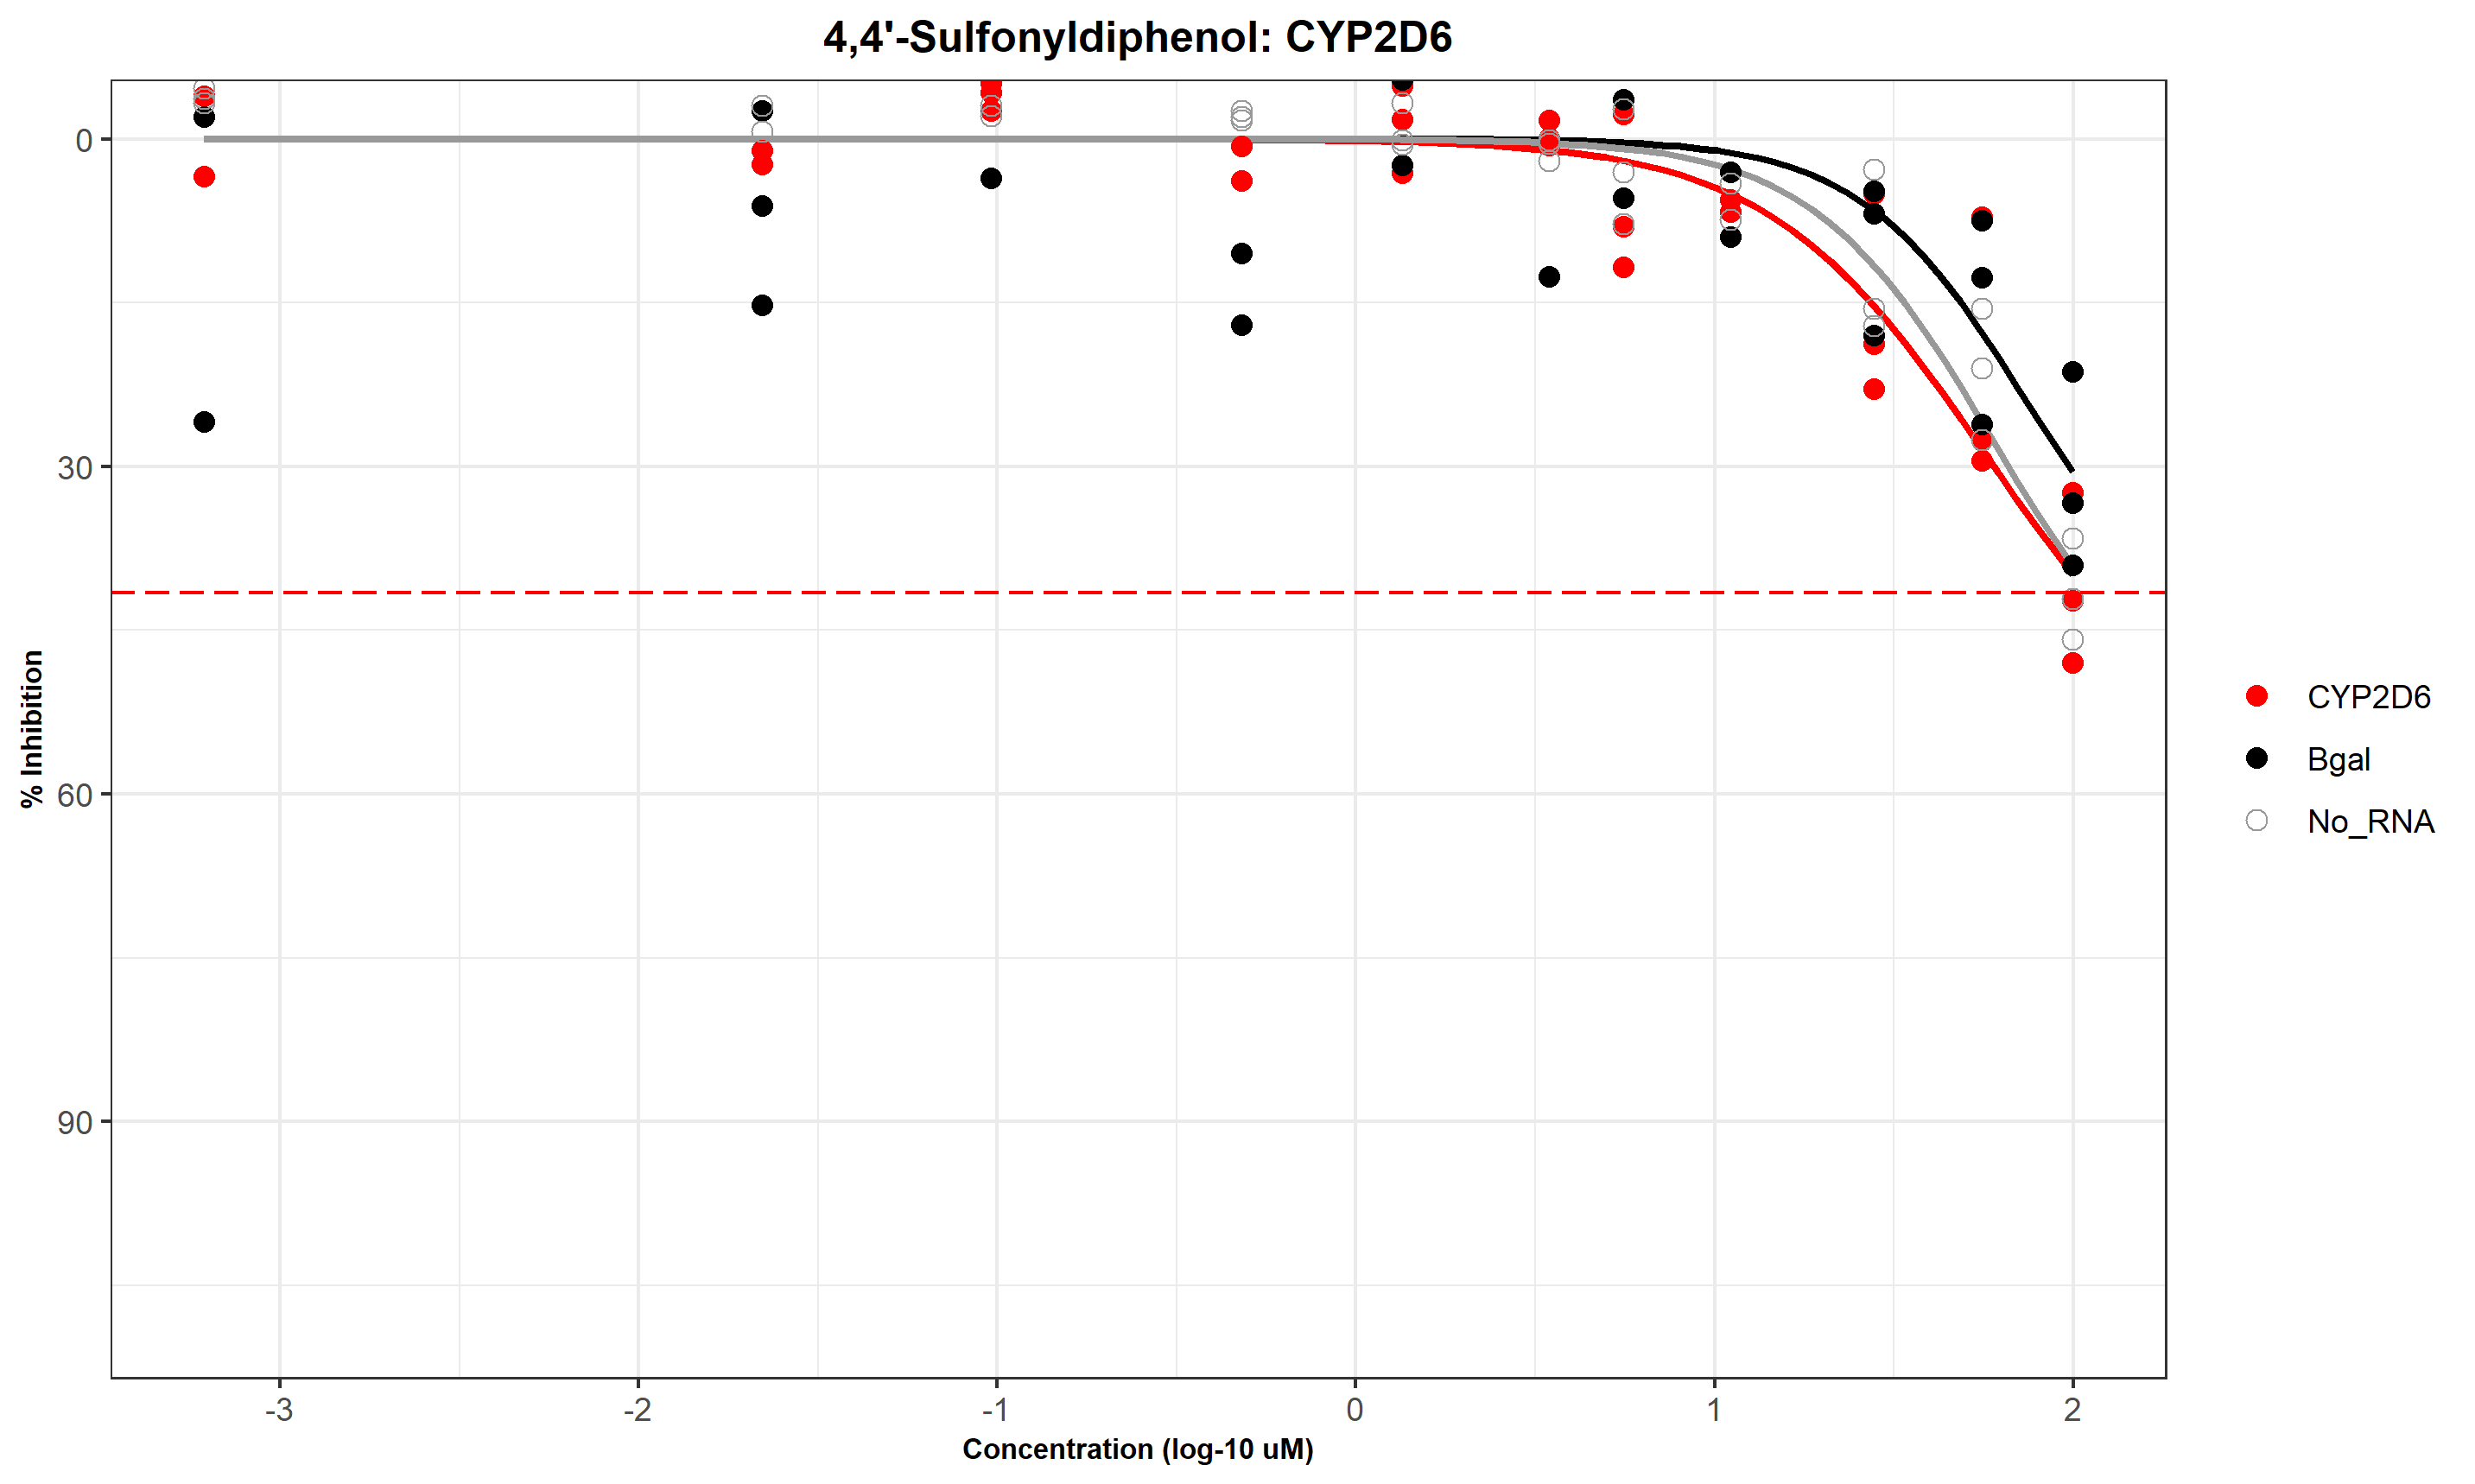 4,4'-Sulfonyldiphenol: CYP2D6
% Inhibition
0
30
60
90
-3
-2
-1
0
1
2
Concentration (log-10 uM)
CYP2D6
Bgal
No_RNA